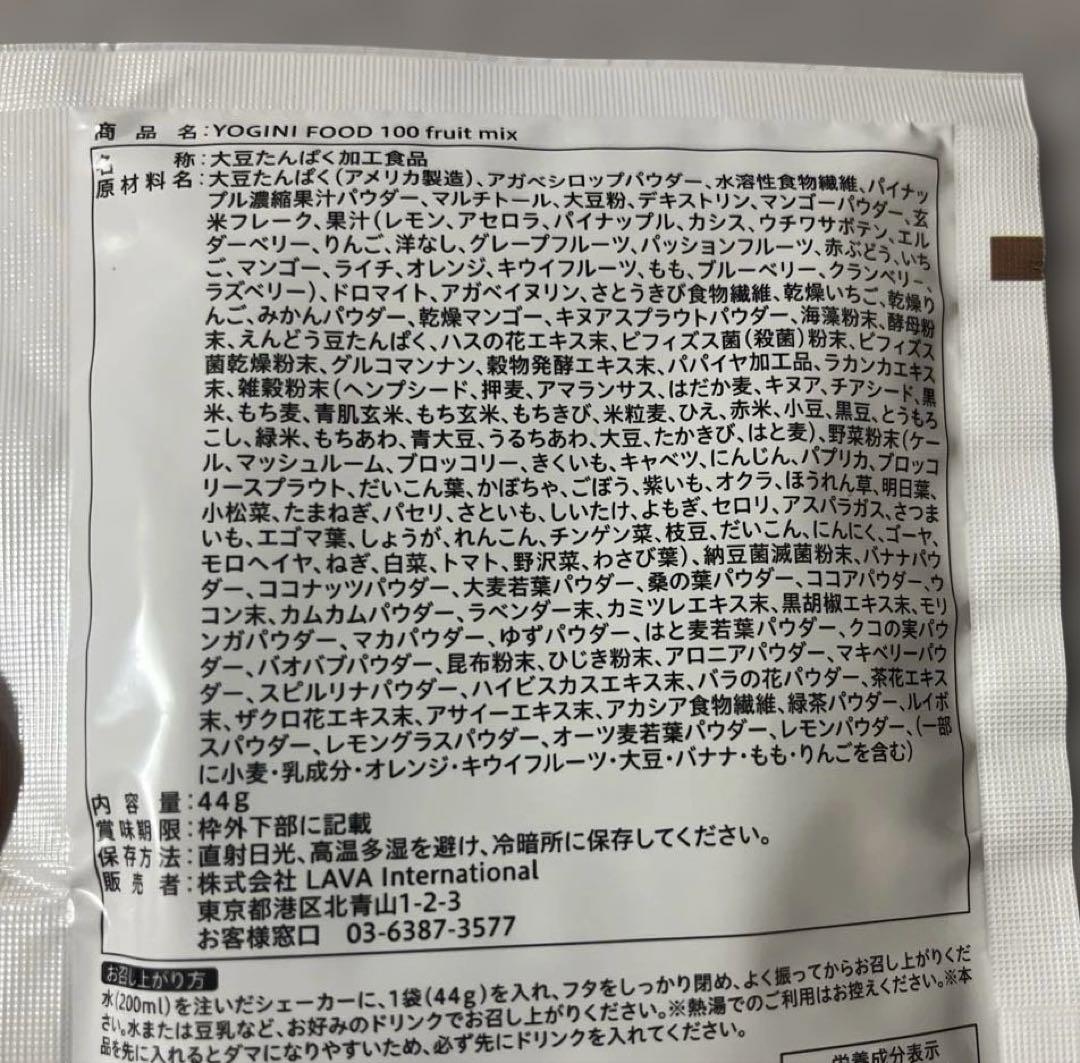 商品名:YOGINI FOOD 100 fruit mix
名称:大豆たんぱく加工食品
原材料名:大豆たんぱく(アメリカ製造)、アガベシロップパウダー、水溶性食物繊維、パイナッ
プル濃縮果汁パウダー、マルチトール、大豆粉、デキストリン、マンゴーパウダー、玄
米フレーク、果汁(レモン、アセロラ、パイナップル、カシス、ウチワサボテン、エル
ダーベリー、りんご、洋なし、グレープフルーツ、パッションフルーツ、赤ぶどう、いち
ご、マンゴー、ライチ、オレンジ、キウイフルーツ、もも、ブルーベリー、クランベリー、
ラズベリー)、ドロマイト、アガベイヌリン、さとうきび食物繊維、乾燥いちご、乾燥り
んご、みかんパウダー、乾燥マンゴー、キヌアスプラウトパウダー、海藻粉末、酵母粉
末、えんどう豆たんぱく、ハスの花エキス末、ビフィズス菌(殺菌)粉末、ビフィズス
菌乾燥粉末、グルコマンナン、穀物発酵エキス末、パパイヤ加工品、ラカンカエキス
末、雑穀粉末(ヘンプシード、押麦、アマランサス、はだか麦、キヌア、チアシード、黒
米、もち麦、青肌玄米、もち玄米、もちきび、米粒麦、ひえ、赤米、小豆、黒豆、とうもろ
こし、緑米、もちあわ、青大豆、うるちあわ、大豆、たかきび、はと麦)、野菜粉末(ケー
ル、マッシュルーム、ブロッコリー、きくいも、キャベツ、にんじん、パプリカ、ブロッコ
リースプラウト、だいこん葉、かぼちゃ、ごぼう、紫いも、オクラ、ほうれん草、明日葉、
小松菜、たまねぎ、パセリ、さといも、しいたけ、よもぎ、セロリ、アスパラガス、さつま
いも、エゴマ葉、しょうが、れんこん、チンゲン菜、枝豆、だいこん、にんにく、ゴーヤ、
モロヘイヤ、ねぎ、白菜、トマト、野沢菜、わさび葉)、納豆菌滅菌粉末、バナナパウ
ダー、ココナッツパウダー、大麦若葉パウダー、桑の葉パウダー、ココアパウダー、ウ
コン末、カムカムパウダー、ラベンダー末、カミツレエキス末、黒胡椒エキス末、モリ
ンガパウダー、マカパウダー、ゆずパウダー、はと麦若葉パウダー、クコの実パウ
ダー、バオバブパウダー、昆布粉末、ひじき粉末、アロニアパウダー、マキベリーパウ
ダー、スピルリナパウダー、ハイビスカスエキス末、バラの花パウダー、茶花エキス
末、ザクロ花エキス末、アサイーエキス末、アカシア食物繊維、緑茶パウダー、ルイボ
スパウダー、レモングラスパウダー、オーツ麦若葉パウダー、レモンパウダー、(一部
に小麦・乳成分・オレンジ・キウイフルーツ・大豆・バナナ・もも・りんごを含む)
内容量:44g
賞味期限:枠外下部に記載
保存方法:直射日光、高温多湿を避け、冷暗所に保存してください。
販売者:株式会社 LAVA International
東京都港区北青山1-2-3
お客様窓口 03-6387-3577
お召し上がり方
水(200ml)を注いだシェーカーに、1袋(44g)を入れ、フタをしっかり閉め、よく振ってからお召し上がりくだ
さい。水または豆乳など、お好みのドリンクでお召し上がりください。※熱湯でのご利用はお控えください。※本
品を先に入れるとダマになりやすいため、必ず先にドリンクを入れてください。
栄養成分表示